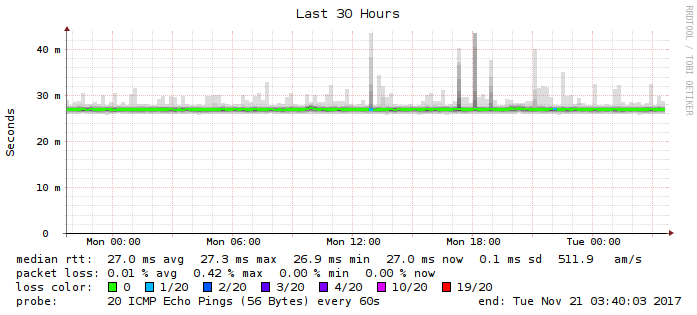 Last 30 Hours
RRDTOOL / TOBI OETIKER
Seconds
40 m
30 m
20 m
10 m
0
Mon 00:00 Mon 06:00 Mon 12:00 Mon 18:00 Tue 00:00
median rtt: 27.0 ms avg 27.3 ms max 26.9 ms min 27.0 ms now 0.1 ms sd 511.9 am/s
packet loss: 0.01 % avg 0.42 % max 0.00 % min 0.00 % now
loss color: 0 1/20 2/20 3/20 4/20 10/20 19/20
probe: 20 ICMP Echo Pings (56 Bytes) every 60s end: Tue Nov 21 03:40:03 2017